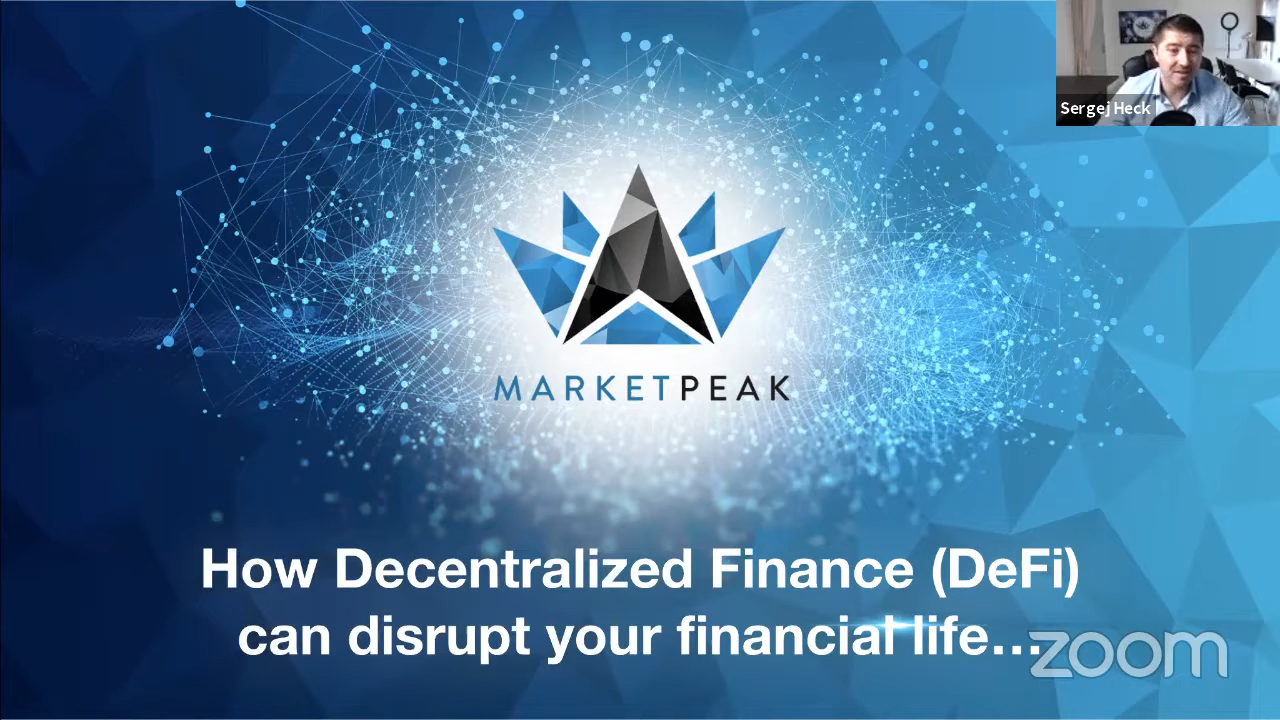 Sergej Heck
MARKETPEAK
How Decentralized Finance (DeFi)
can disrupt your financial life...
zoom